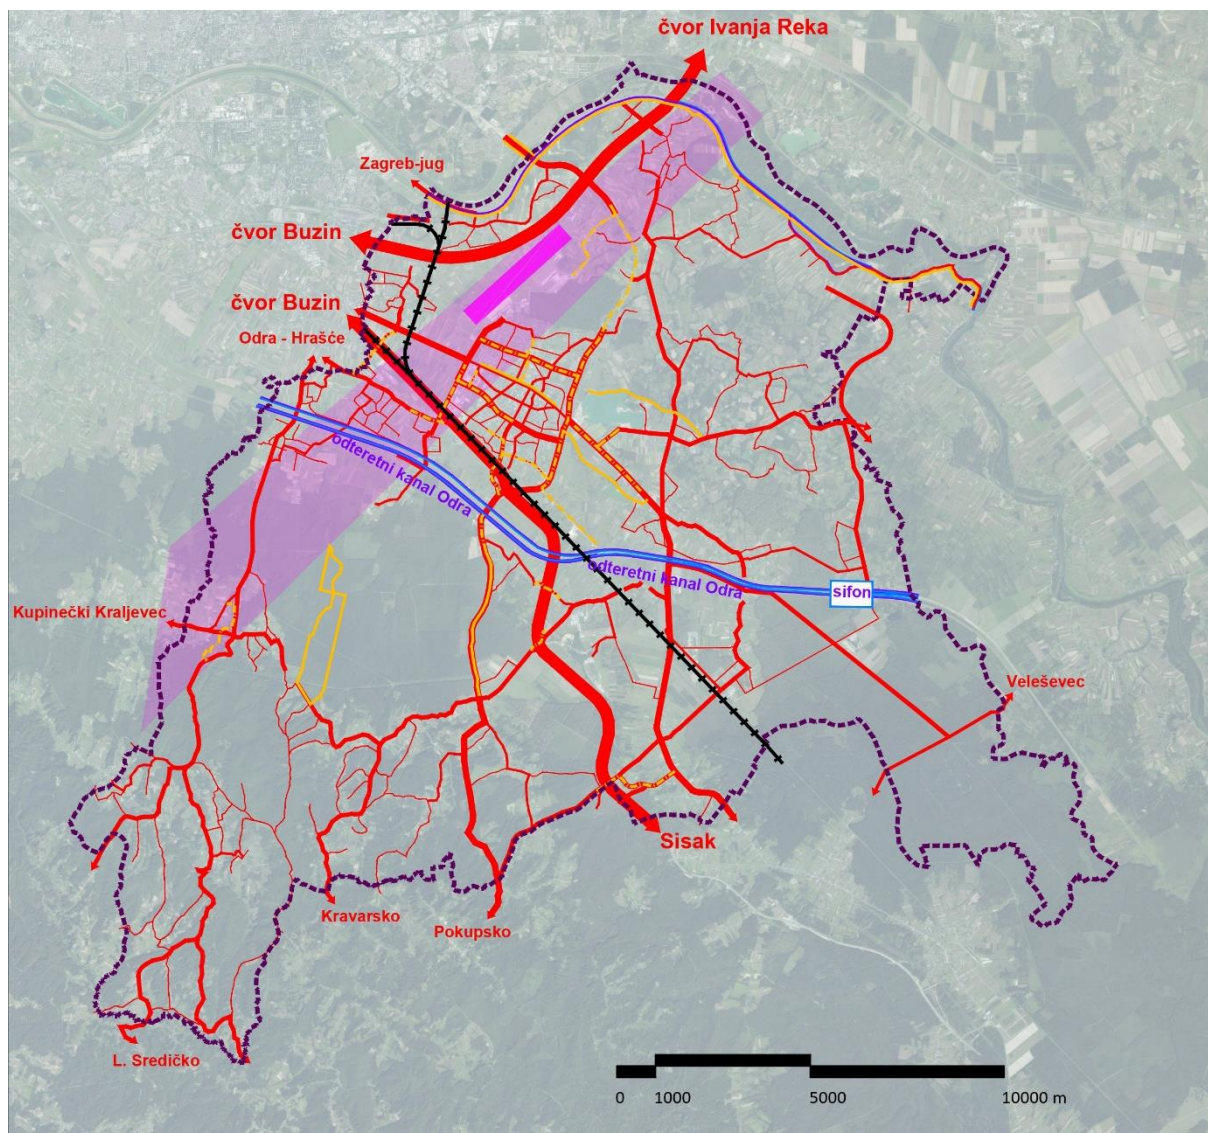 čvor Ivanja Reka
Zagreb-jug
čvor Buzin
čvor Buzin
Odra - Hrašće
odteretni kanal Odra
odteretni kanal Odra
sifon
Kupinečki Kraljevec
Veleševec
Sisak
Kravarsko
Pokupsko
L. Središčko
0 1000 5000 10000 m